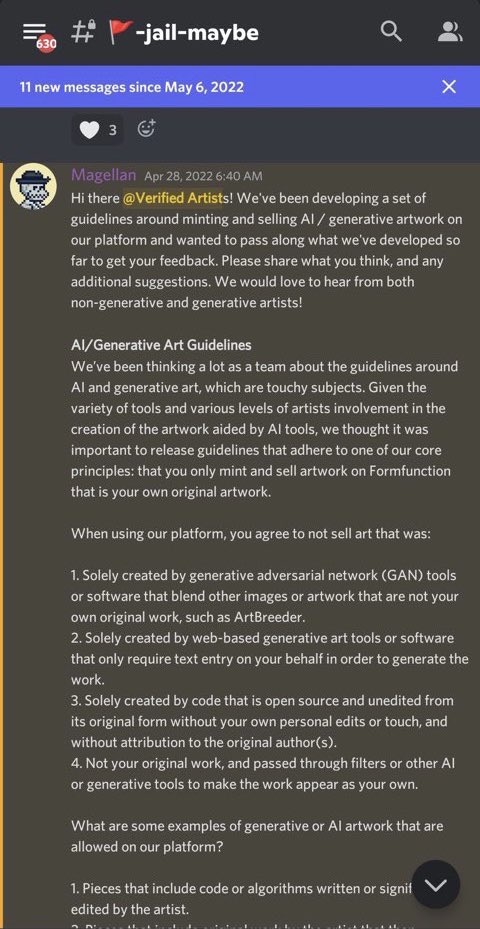 630
# 🚩-jail-maybe
11 new messages since May 6, 2022
3
Magellan Apr 28, 2022 6:40 AM
Hi there @Verified Artists! We've been developing a set of
guidelines around minting and selling AI / generative artwork on
our platform and wanted to pass along what we've developed so
far to get your feedback. Please share what you think, and any
additional suggestions. We would love to hear from both
non-generative and generative artists!
AI/Generative Art Guidelines
We've been thinking a lot as a team about the guidelines around
AI and generative art, which are touchy subjects. Given the
variety of tools and various levels of artists involvement in the
creation of the artwork aided by AI tools, we thought it was
important to release guidelines that adhere to one of our core
principles: that you only mint and sell artwork on Formfunction
that is your own original artwork.
When using our platform, you agree to not sell art that was:
1. Solely created by generative adversarial network (GAN) tools
or software that blend other images or artwork that are not your
own original work, such as ArtBreeder.
2. Solely created by web-based generative art tools or software
that only require text entry on your behalf in order to generate the
work.
3. Solely created by code that is open source and unedited from
its original form without your own personal edits or touch, and
without attribution to the original author(s).
4. Not your original work, and passed through filters or other AI
or generative tools to make the work appear as your own.
What are some examples of generative or AI artwork that are
allowed on our platform?
1. Pieces that include code or algorithms written or signif
edited by the artist.